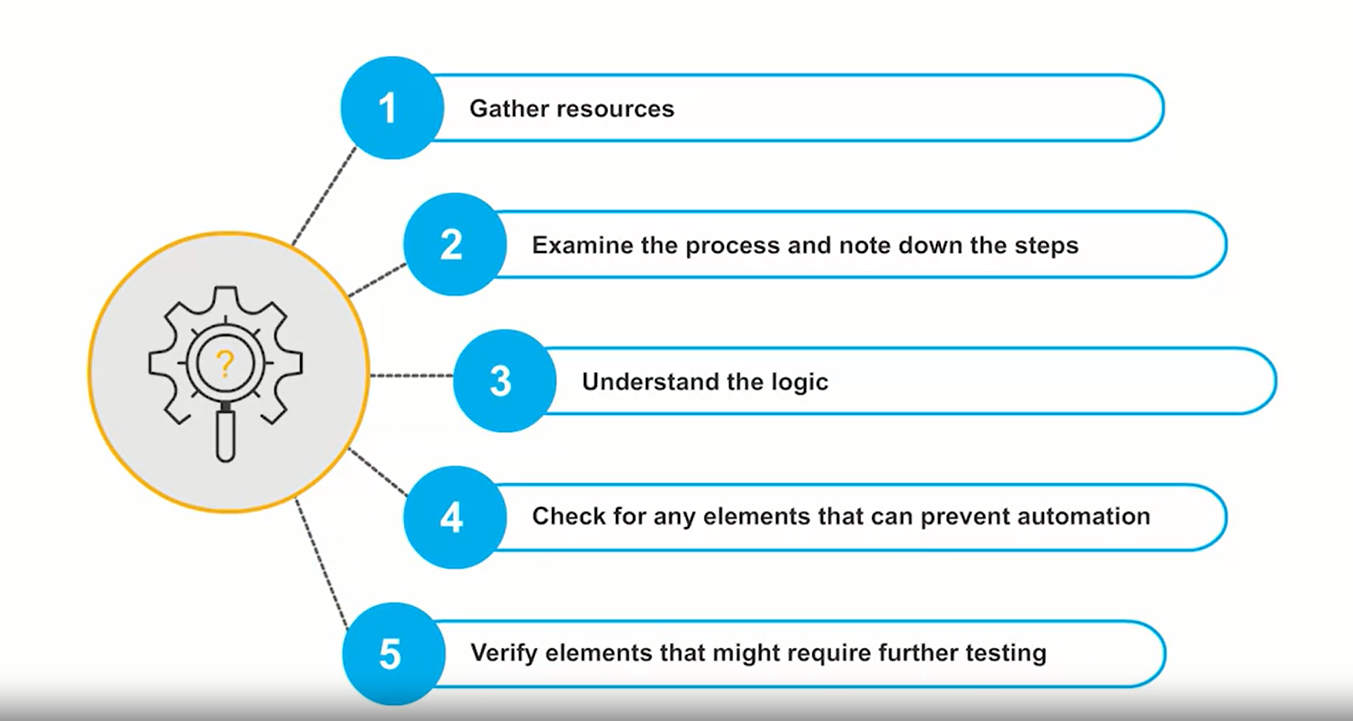 1
Gather resources
2
Examine the process and note down the steps
3
Understand the logic
?
4
Check for any elements that can prevent automation
5
Verify elements that might require further testing